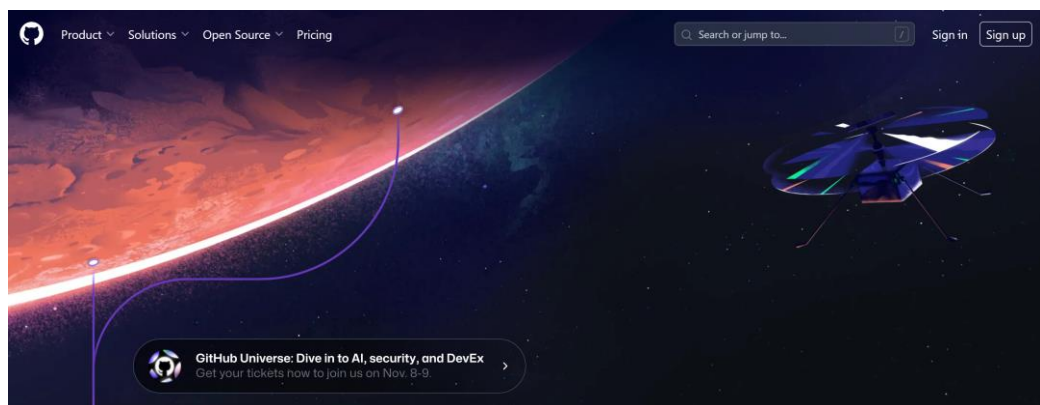 Product
Solutions
Open Source
Pricing
Search or jump to...
/
Sign in
Sign up
GitHub Universe: Dive in to AI, security, and DevEx
Get your tickets now to join us on Nov. 8-9.